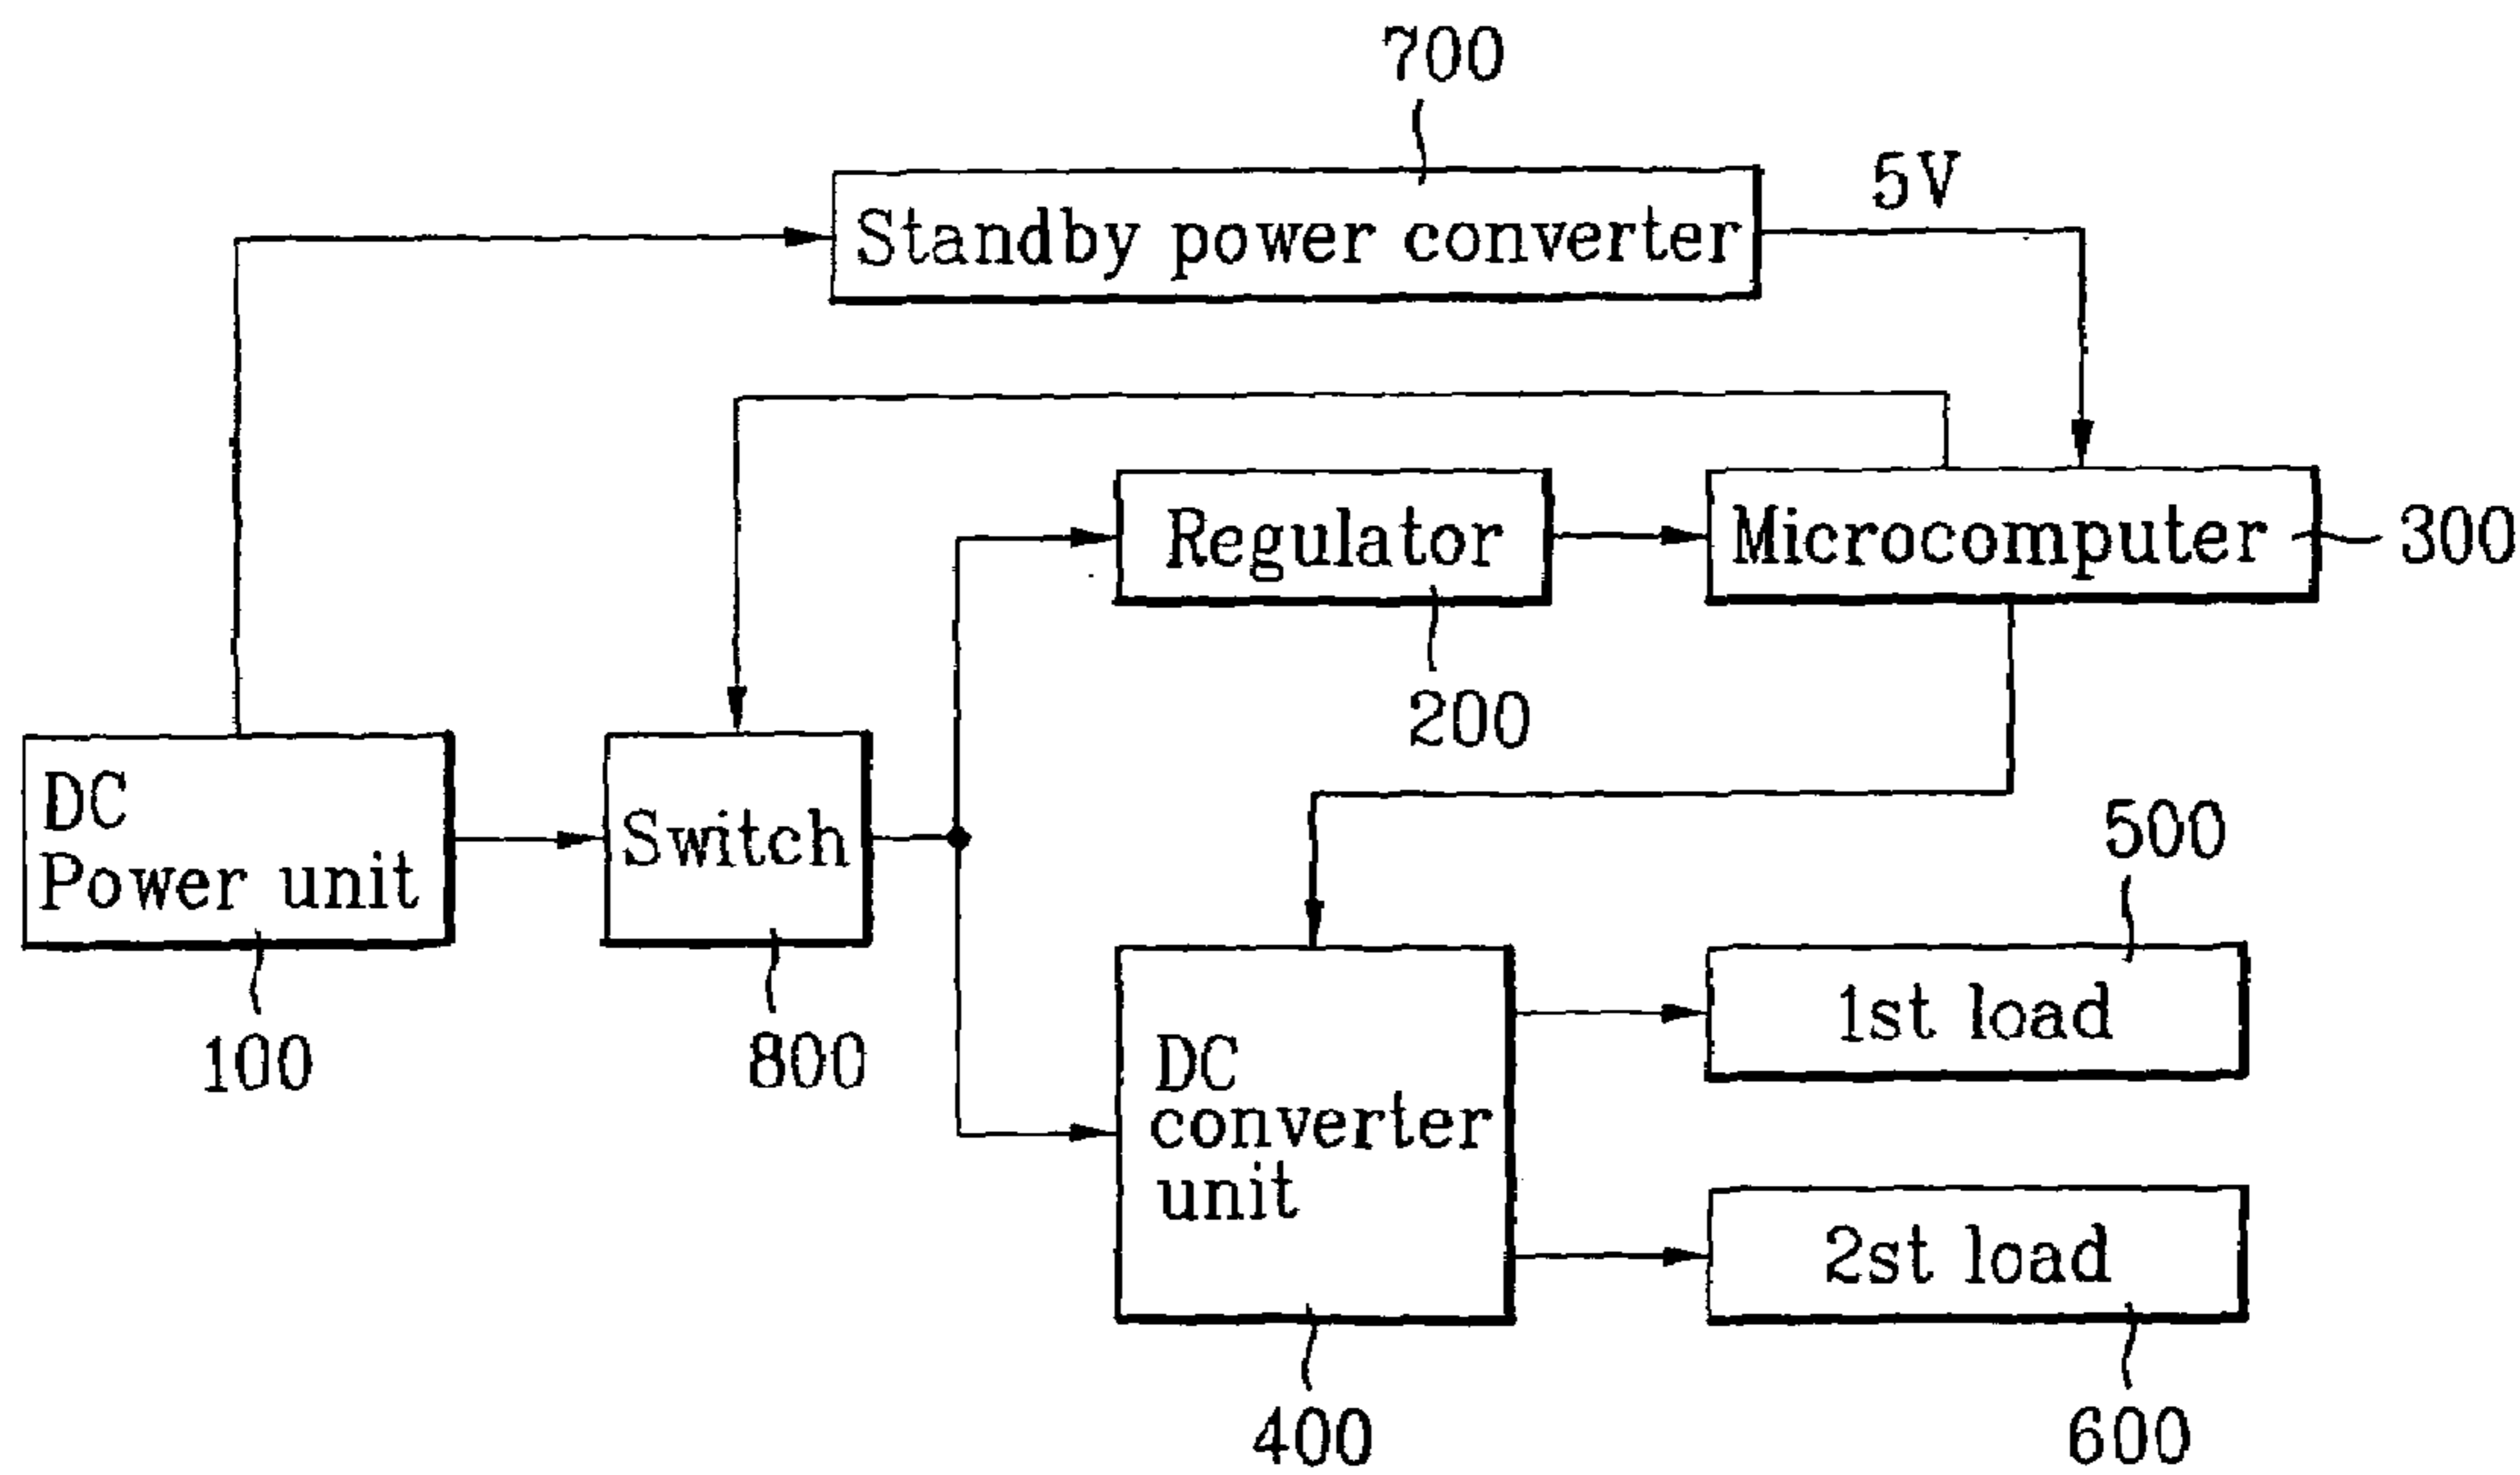 700
5V
Standby power converter
Regulator
Microcomputer
300
200
DC
Power unit
Switch
500
100
800
1st load
DC
converter
unit
2st load
400
600